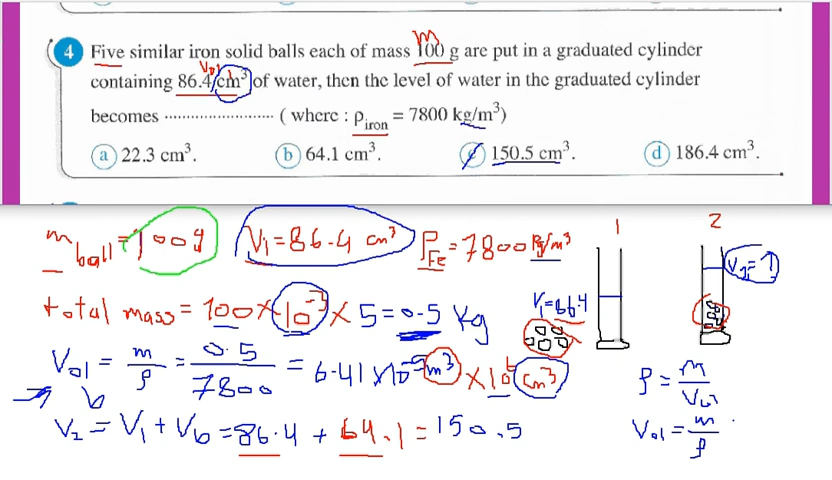 4 Five similar iron solid balls each of mass 100 g are put in a graduated cylinder
m
containing 86.4 cm³ of water, then the level of water in the graduated cylinder
Vol
becomes ........................ ( where : ρiron = 7800 kg/m³)
a 22.3 cm³. b 64.1 cm³. c 150.5 cm³. d 186.4 cm³.
m ball = 100 g V₁ = 86.4 cm³ ρFe = 7800 kg/m³
1 2
V₂ = ?
total mass = 100 × 10⁻³ × 5 = 0.5 Kg
V₁ = 86.4
Vol = m/ρ = 0.5/7800 = 6.41 × 10⁻⁵ m³ × 10⁶ cm³
ρ = m/Vol
V₂ = V₁ + Vb = 86.4 + 64.1 = 150.5
Vol = m/ρ